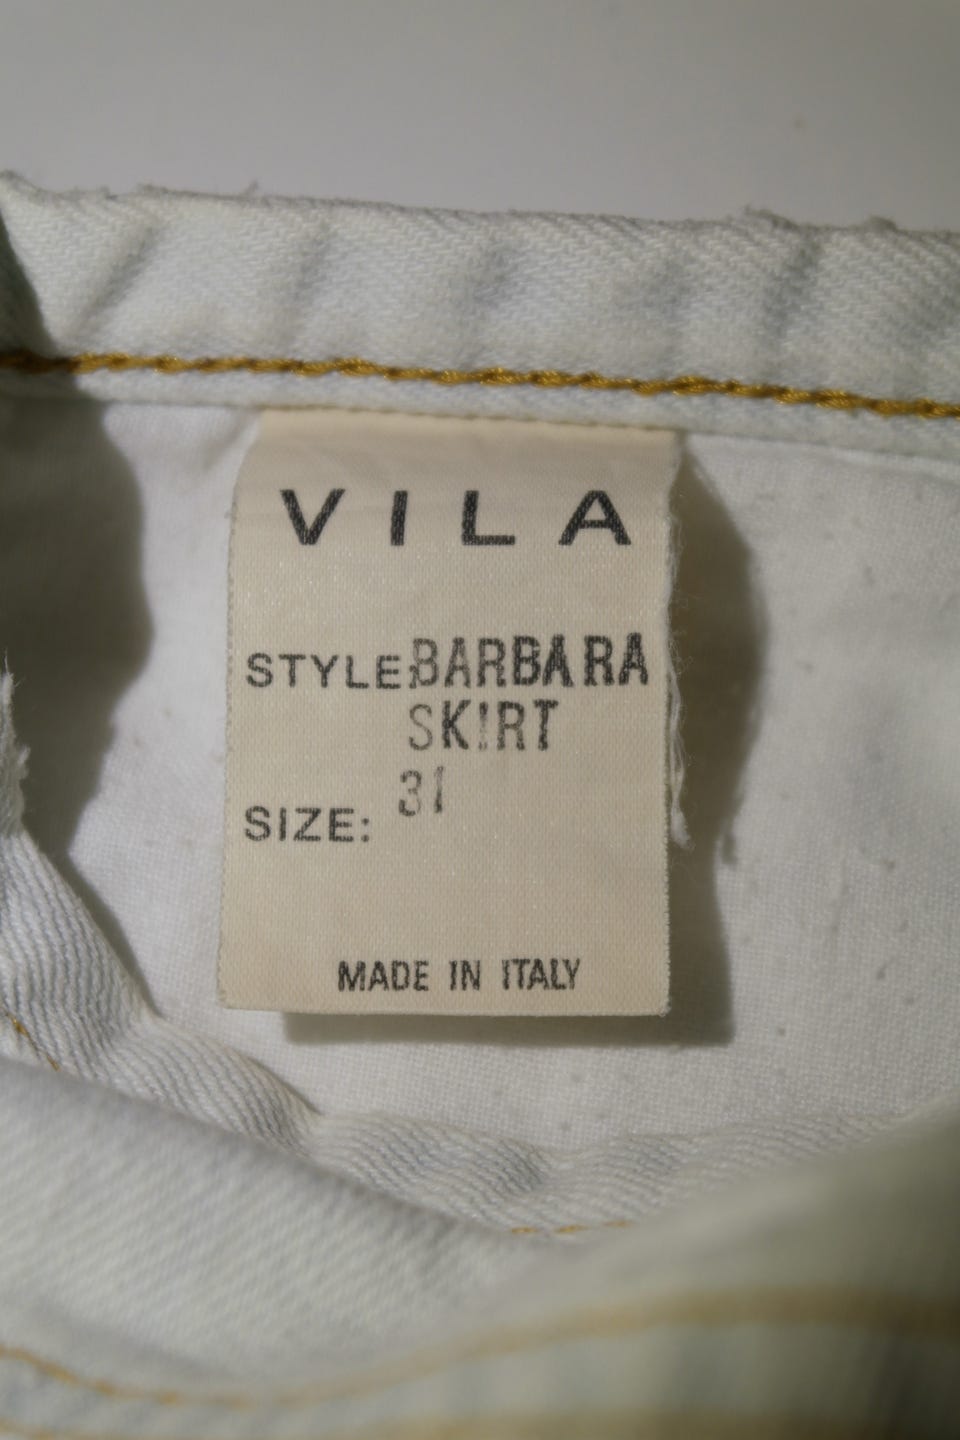 VILA
STYLE:BARBARA
SKIRT
SIZE: 31
MADE IN ITALY